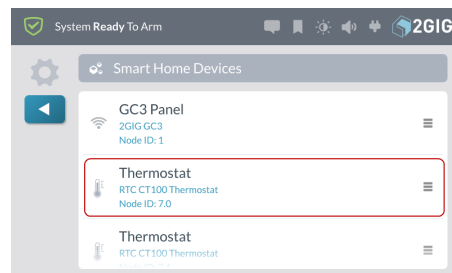 System Ready To Arm
2GIG
Smart Home Devices
GC3 Panel
2GIG GC3
Node ID: 1
Thermostat
RTC CT100 Thermostat
Node ID: 7.0
Thermostat
RTC CT100 Thermostat